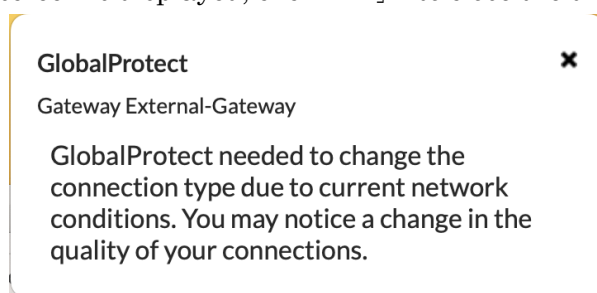 GlobalProtect
Gateway External-Gateway
GlobalProtect needed to change the
connection type due to current network
conditions. You may notice a change in the
quality of your connections.